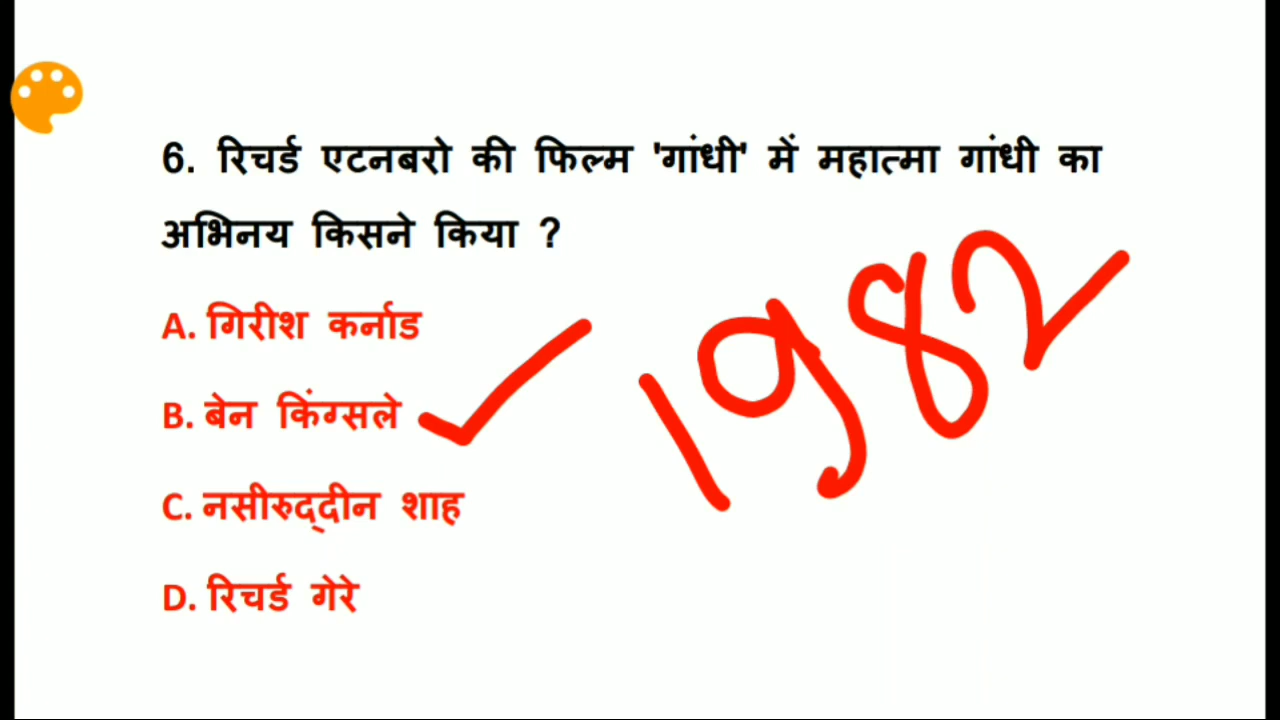 6. रिचर्ड एटनबरो की फिल्म 'गांधी' में महात्मा गांधी का
अभिनय किसने किया ?
A. गिरीश कर्नाड
B. बेन किंग्सले
C. नसीरुद्दीन शाह
D. रिचर्ड गेरे
1982